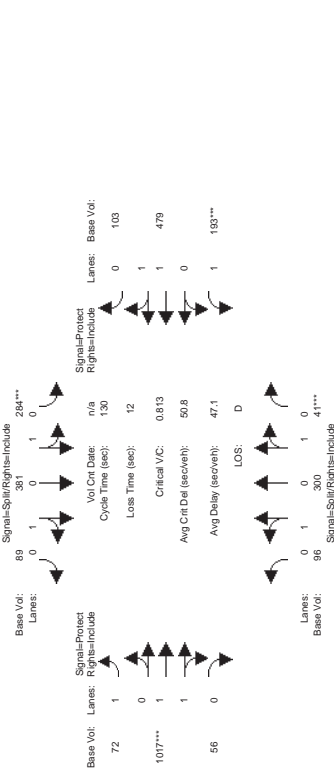 Signal=Split/Rights=Include
Base Vol: 89 381 284***
Lanes: 0 1 0 1 0
Signal=Protect
Rights=Include
Base Vol: Lanes:
72 1
0
1017*** 1
1
56 0
Vol Cnt Date: n/a
Cycle Time (sec): 130
Loss Time (sec): 12
Critical V/C: 0.813
Avg Crit Del (sec/veh): 50.8
Avg Delay (sec/veh): 47.1
LOS: D
Signal=Protect
Rights=Include
Lanes: Base Vol:
0 103
1
1 479
0
1 193***
Lanes: 0 1 0 1 0
Base Vol: 96 300 41***
Signal=Split/Rights=Include